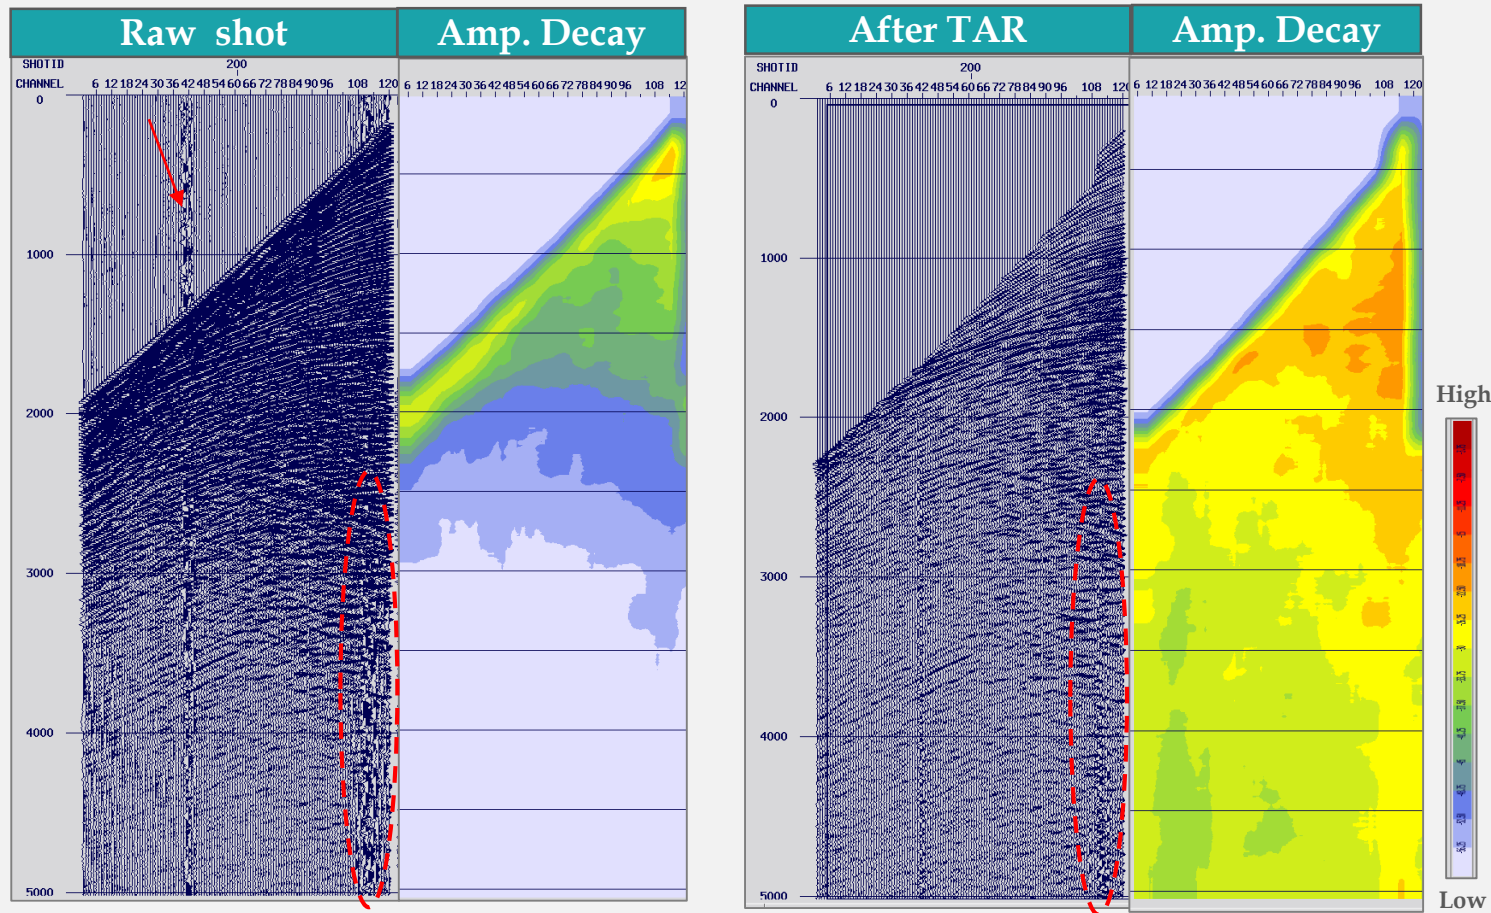 Raw shot
Amp. Decay
After TAR
Amp. Decay
SHOTID 200
CHANNEL 6 12 18 24 30 36 42 48 54 60 66 72 78 84 90 96 108 120
6 12 18 24 30 36 42 48 54 60 66 72 78 84 90 96 108 12
SHOTID 200
CHANNEL 6 12 18 24 30 36 42 48 54 60 66 72 78 84 90 96 108 120
6 12 18 24 30 36 42 48 54 60 66 72 78 84 90 96 108 120
0
1000
2000
3000
4000
5000
0
1000
2000
3000
4000
5000
High
Low